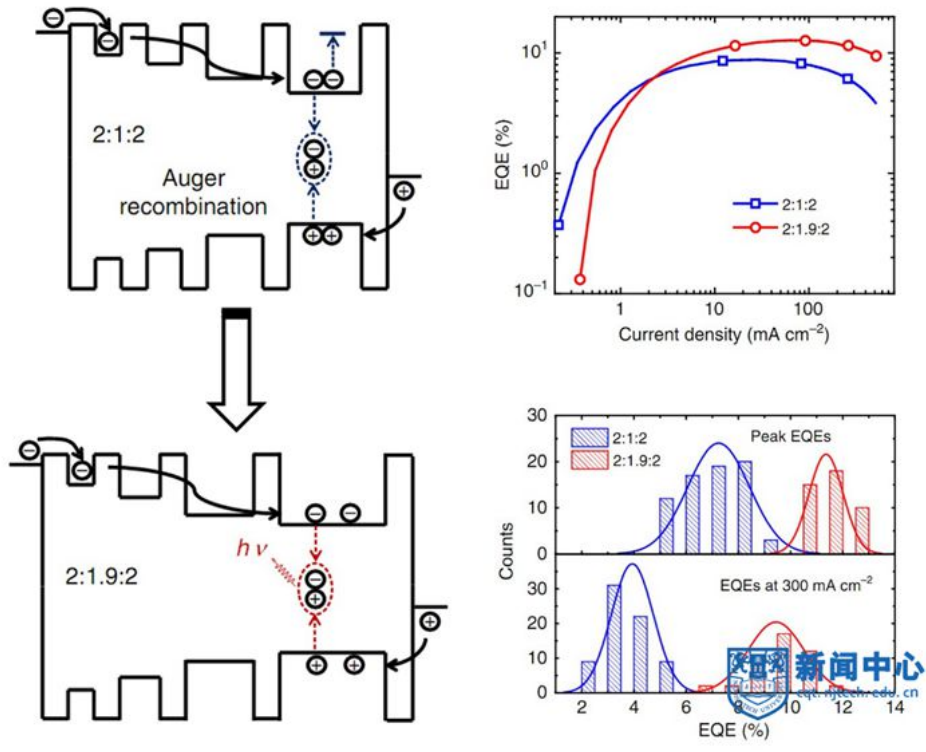 2:1:2
Auger
recombination
2:1.9:2
hν
EQE (%)
10¹
10⁰
10⁻¹
2:1:2
2:1.9:2
1
10
100
Current density (mA cm⁻²)
Counts
30
20
10
0
2:1:2
2:1.9:2
Peak EQEs
30
20
10
0
EQEs at 300 mA cm⁻²
2
4
6
8
10
12
14
EQE (%)
新闻中心